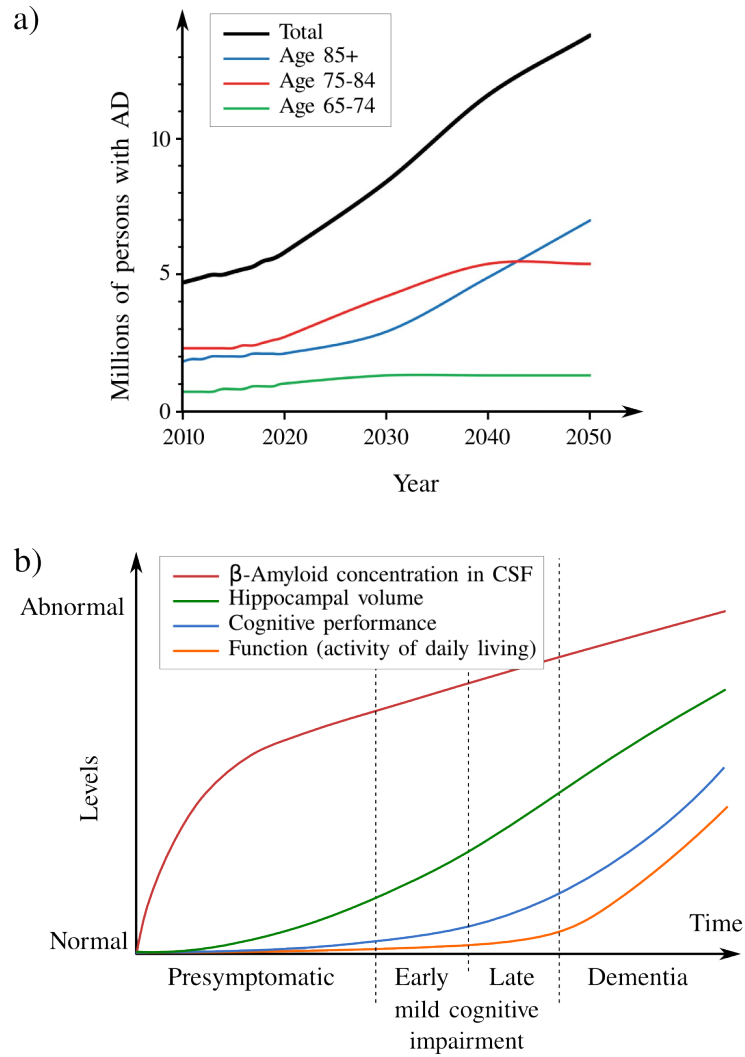 a)
Total
Age 85+
Age 75-84
Age 65-74
Millions of persons with AD
10
5
0
2010 2020 2030 2040 2050
Year
b)
β-Amyloid concentration in CSF
Hippocampal volume
Cognitive performance
Function (activity of daily living)
Abnormal
Levels
Normal
Time
Presymptomatic Early Late Dementia
mild cognitive
impairment